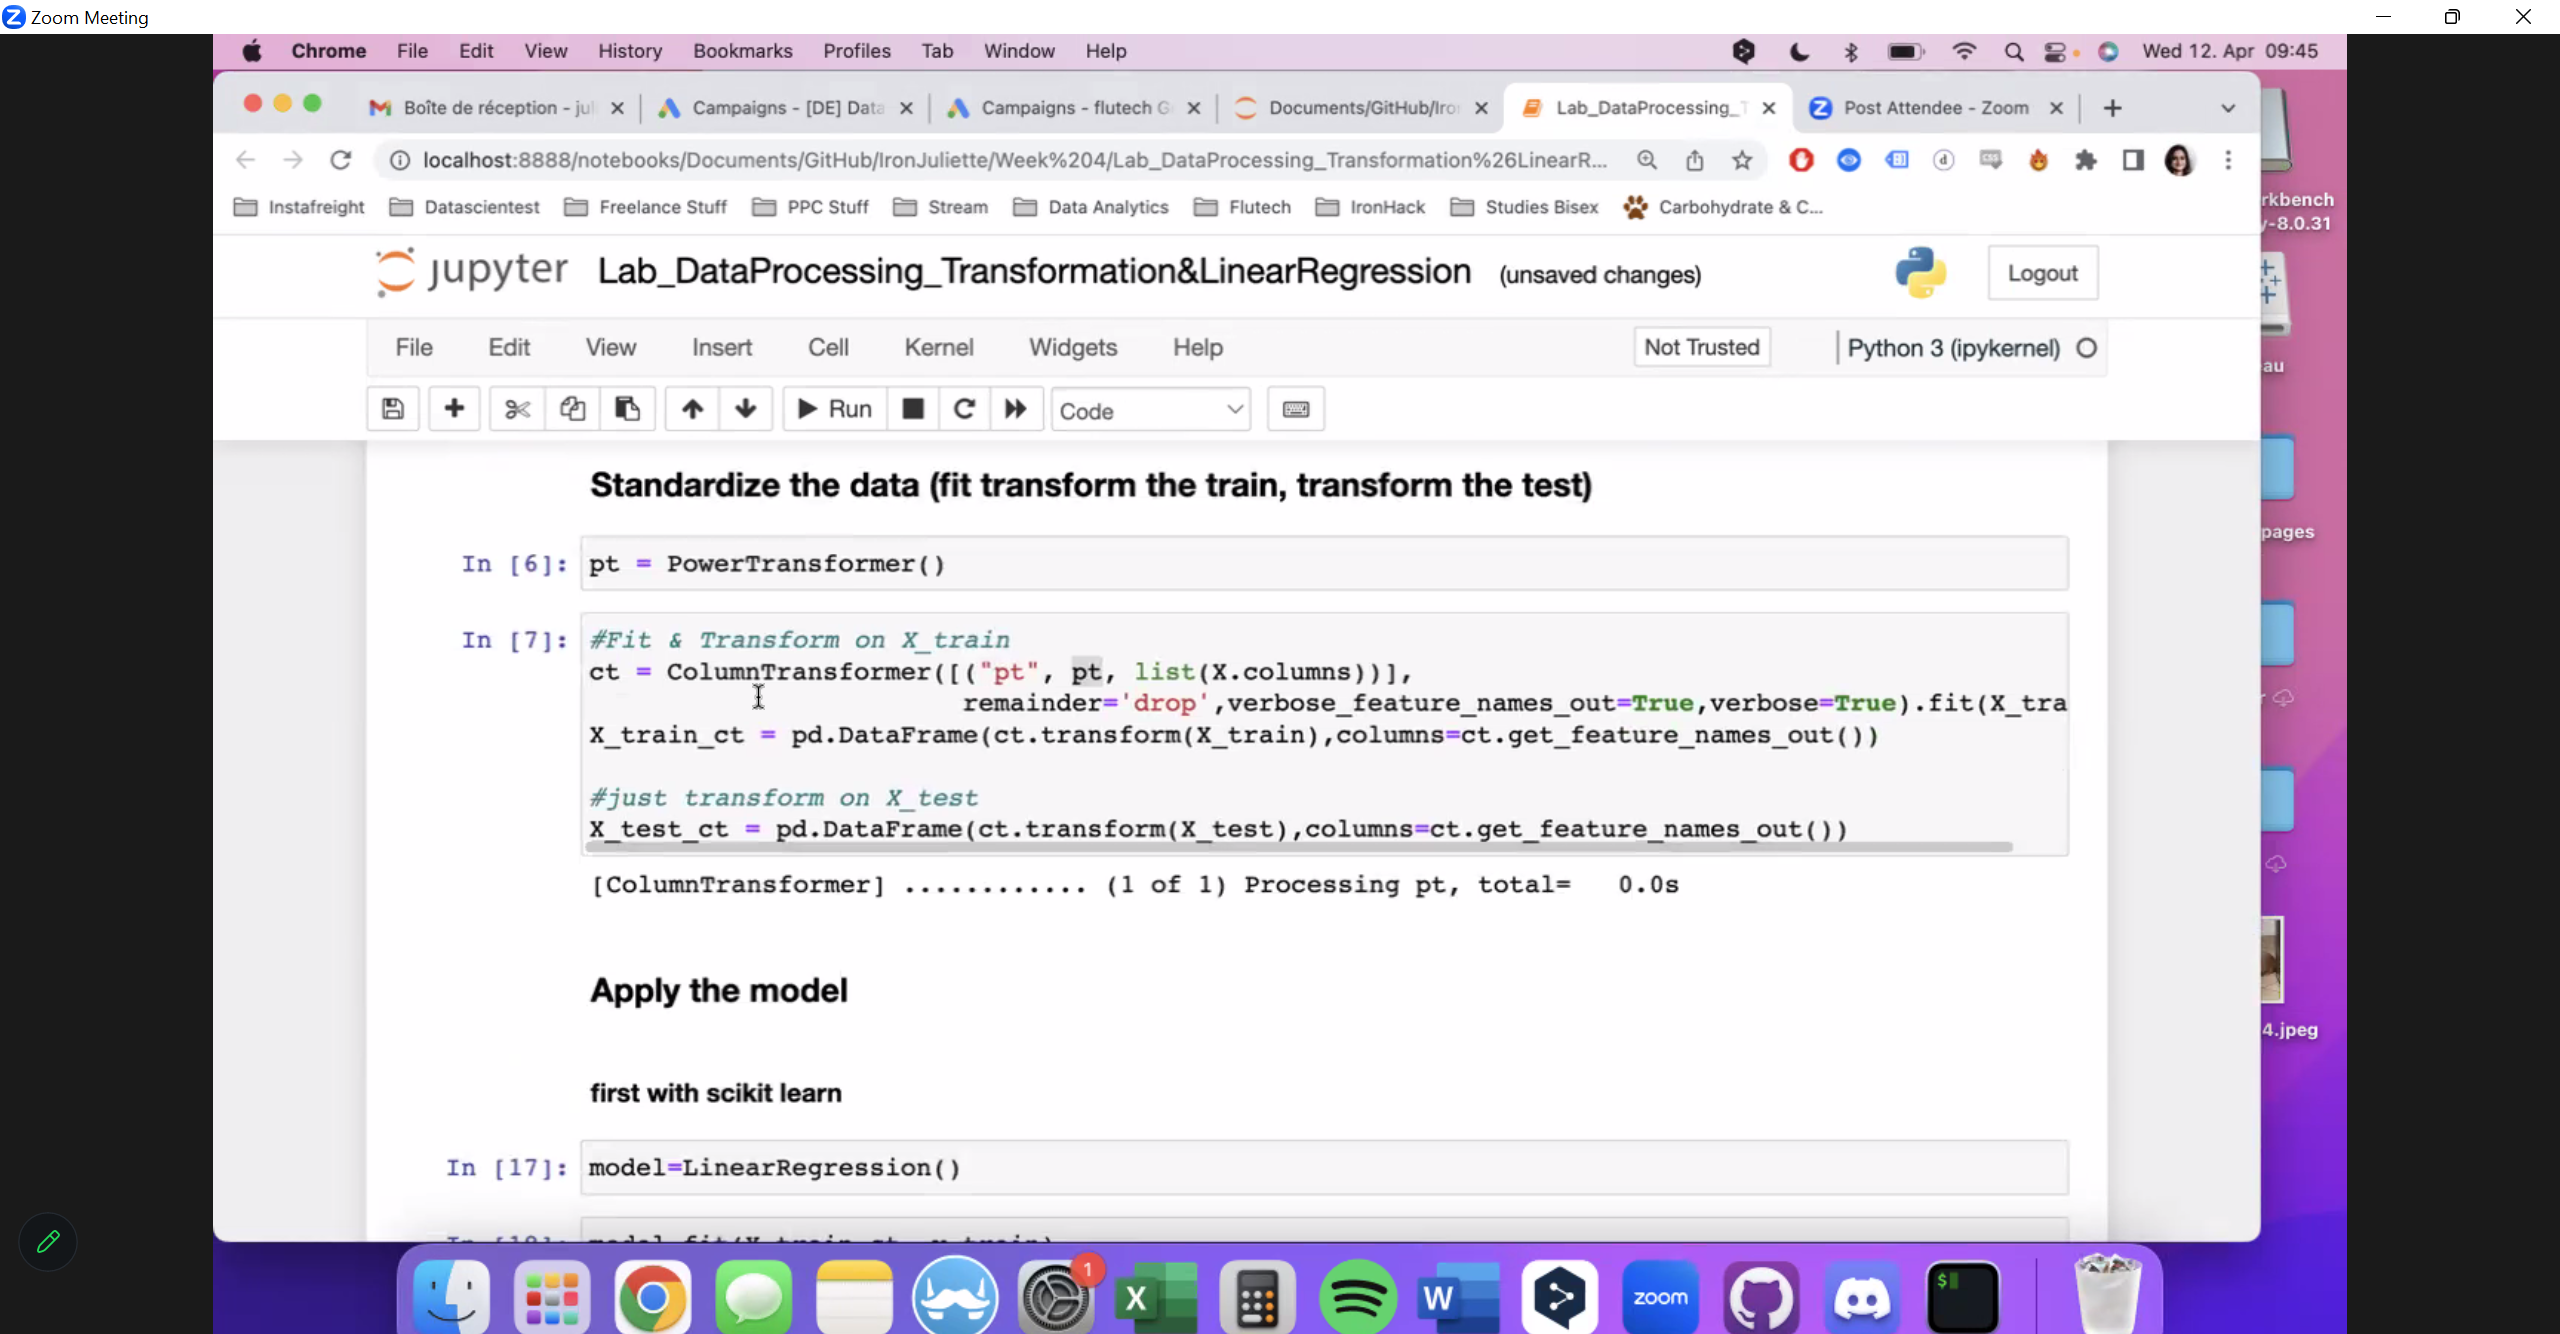 Zoom Meeting
Chrome File Edit View History Bookmarks Profiles Tab Window Help Wed 12. Apr 09:45
Boîte de réception - jul Campaigns - [DE] Data Campaigns - flutech G Documents/GitHub/Iro Lab_DataProcessing_T Post Attendee - Zoom
localhost:8888/notebooks/Documents/GitHub/IronJuliette/Week%204/Lab_DataProcessing_Transformation%26LinearR...
Instafreight Datascientest Freelance Stuff PPC Stuff Stream Data Analytics Flutech IronHack Studies Bisex Carbohydrate & C...
rkbench
y-8.0.31
jupyter Lab_DataProcessing_Transformation&LinearRegression (unsaved changes) Logout
File Edit View Insert Cell Kernel Widgets Help Not Trusted Python 3 (ipykernel)
au
Run Code
Standardize the data (fit transform the train, transform the test)
pages
In [6]: pt = PowerTransformer()
In [7]: #Fit & Transform on X_train
ct = ColumnTransformer([("pt", pt, list(X.columns))],
remainder='drop',verbose_feature_names_out=True,verbose=True).fit(X_tra
X_train_ct = pd.DataFrame(ct.transform(X_train),columns=ct.get_feature_names_out())
#just transform on X_test
X_test_ct = pd.DataFrame(ct.transform(X_test),columns=ct.get_feature_names_out())
[ColumnTransformer] ............ (1 of 1) Processing pt, total= 0.0s
Apply the model
4.jpeg
first with scikit learn
In [17]: model=LinearRegression()
1
X
W
zoom
$